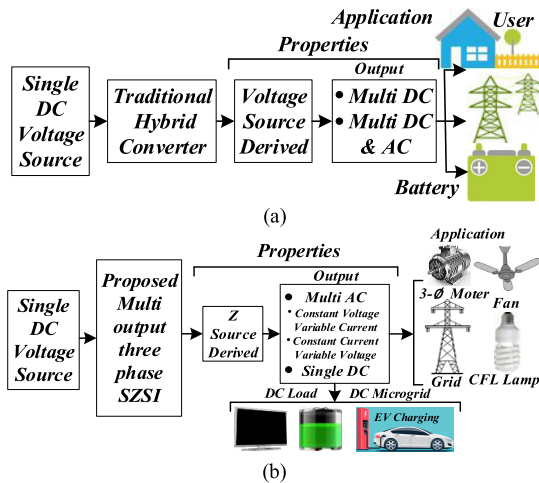 Application
User
Properties
Output
Single
DC
Voltage
Source
Traditional
Hybrid
Converter
Voltage
Source
Derived
• Multi DC
• Multi DC
& AC
Battery
(a)
Properties
Application
Output
Single
DC
Voltage
Source
Proposed
Multi
output
three
phase
SZSI
Z
Source
Derived
• Multi AC
• Constant Voltage
Variable Current
• Constant Current
Variable Voltage
• Single DC
3-Ø Moter
Fan
Grid
CFL Lamp
DC Load
DC Microgrid
EV Charging
(b)